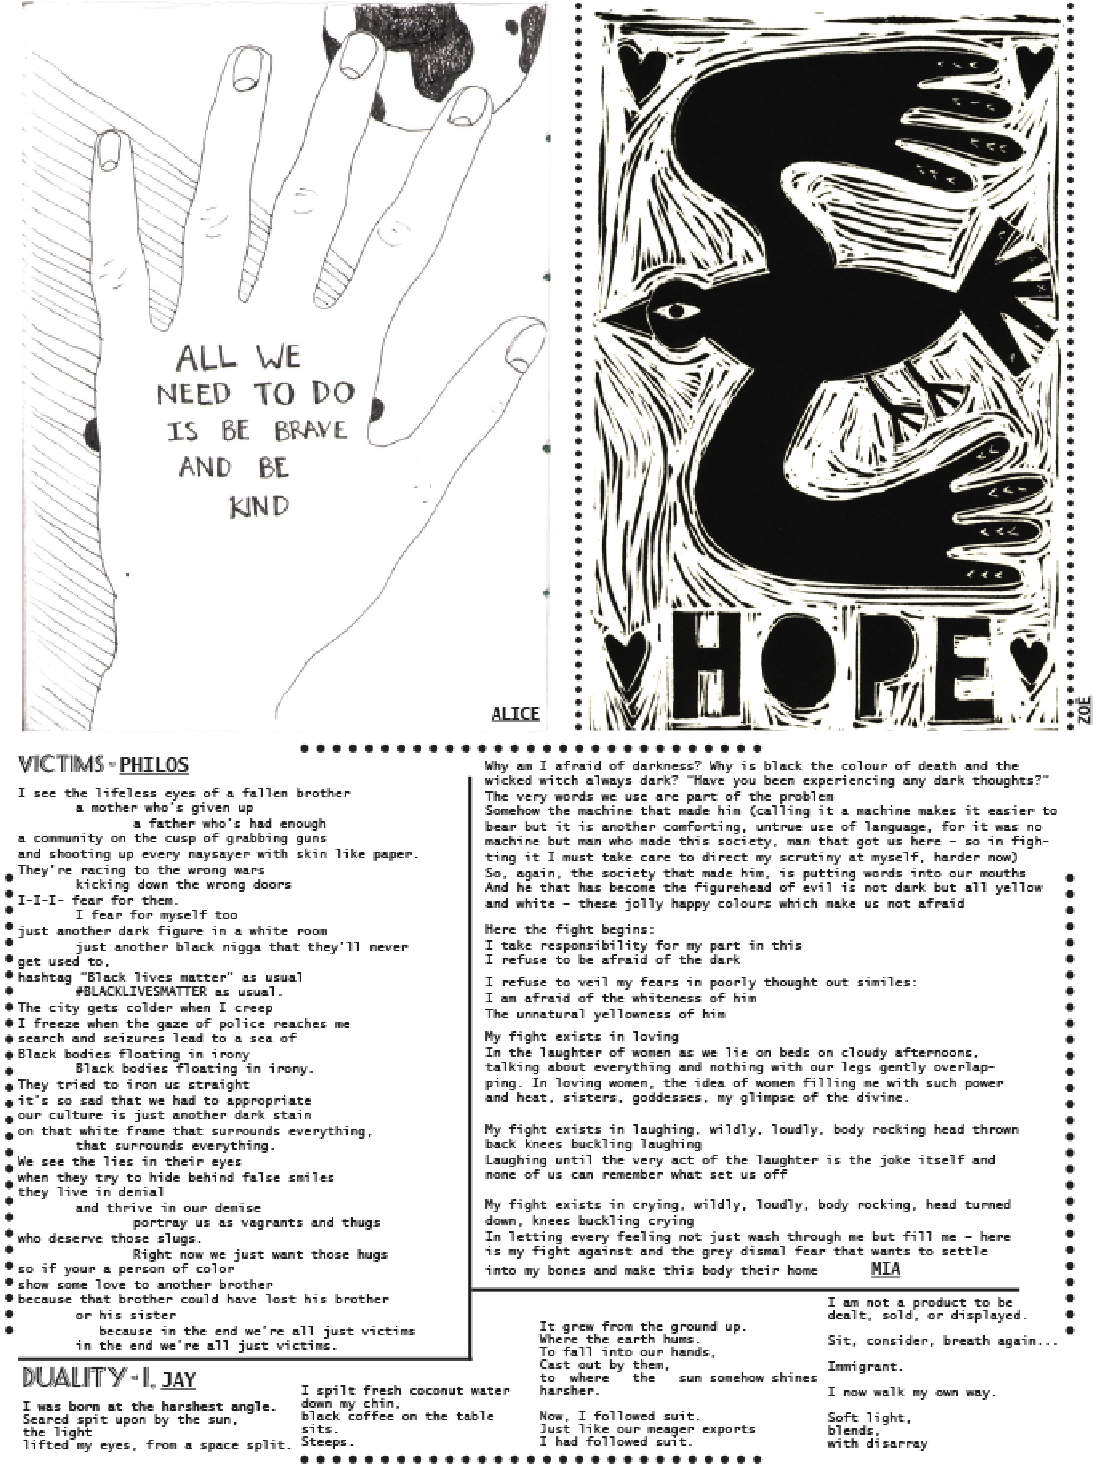 ALL WE
NEED TO DO
IS BE BRAVE
AND BE
KIND
ALICE
HOPE
ZOE
VICTIMS - PHILOS
I see the lifeless eyes of a fallen brother
a mother who's given up
a father who's had enough
a community on the cusp of grabbing guns
and shooting up every naysayer with skin like paper.
They're racing to the wrong wars
kicking down the wrong doors
I-I-I- fear for them.
I fear for myself too
just another dark figure in a white room
just another black nigga that they'll never
get used to,
hashtag "Black lives matter" as usual
#BLACKLIVESMATTER as usual.
The city gets colder when I creep
I freeze when the gaze of police reaches me
search and seizures lead to a sea of
Black bodies floating in irony
Black bodies floating in irony.
They tried to iron us straight
it's so sad that we had to appropriate
our culture is just another dark stain
on that white frame that surrounds everything,
that surrounds everything.
We see the lies in their eyes
when they try to hide behind false smiles
they live in denial
and thrive in our demise
portray us as vagrants and thugs
who deserve those slugs.
Right now we just want those hugs
so if your a person of color
show some love to another brother
because that brother could have lost his brother
or his sister
because in the end we're all just victims
in the end we're all just victims.
Why am I afraid of darkness? Why is black the colour of death and the
wicked witch always dark? "Have you been experiencing any dark thoughts?"
The very words we use are part of the problem
Somehow the machine that made him (calling it a machine makes it easier to
bear but it is another comforting, untrue use of language, for it was no
machine but man who made this society, man that got us here - so in figh-
ting it I must take care to direct my scrutiny at myself, harder now)
So, again, the society that made him, is putting words into our mouths
And he that has become the figurehead of evil is not dark but all yellow
and white - these jolly happy colours which make us not afraid
Here the fight begins:
I take responsibility for my part in this
I refuse to be afraid of the dark
I refuse to veil my fears in poorly thought out similes:
I am afraid of the whiteness of him
The unnatural yellowness of him
My fight exists in loving
In the laughter of women as we lie on beds on cloudy afternoons,
talking about everything and nothing with our legs gently overlap-
ping. In loving women, the idea of women filling me with such power
and heat, sisters, goddesses, my glimpse of the divine.
My fight exists in laughing, wildly, loudly, body rocking head thrown
back knees buckling laughing
Laughing until the very act of the laughter is the joke itself and
none of us can remember what set us off
My fight exists in crying, wildly, loudly, body rocking, head turned
down, knees buckling crying
In letting every feeling not just wash through me but fill me - here
is my fight against and the grey dismal fear that wants to settle
into my bones and make this body their home MIA
DUALITY - I. JAY
I was born at the harshest angle.
Seared spit upon by the sun,
the light
lifted my eyes, from a space split.
I spilt fresh coconut water
down my chin,
black coffee on the table
sits.
Steeps.
It grew from the ground up.
Where the earth hums.
To fall into our hands,
Cast out by them,
to where the sun somehow shines
harsher.
Now, I followed suit.
Just like our meager exports
I had followed suit.
I am not a product to be
dealt, sold, or displayed.
Sit, consider, breath again...
Immigrant.
I now walk my own way.
Soft light,
blends,
with disarray